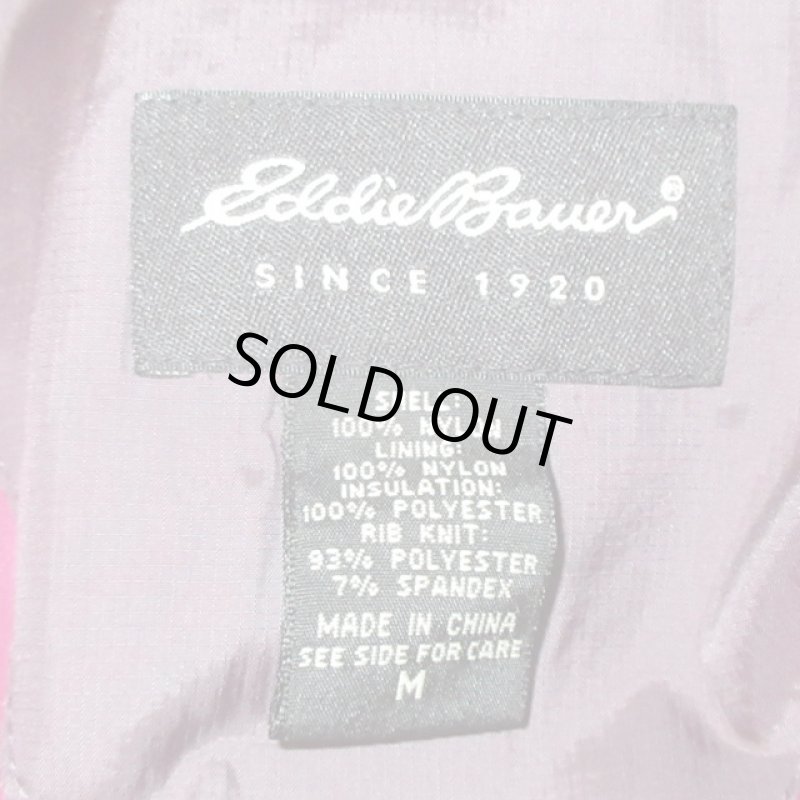 Eddie Bauer®
SINCE 1920
SOLD OUT
SHELL:
100% NYLON
LINING:
100% NYLON
INSULATION:
100% POLYESTER
RIB KNIT:
93% POLYESTER
7% SPANDEX
MADE IN CHINA
SEE SIDE FOR CARE
M